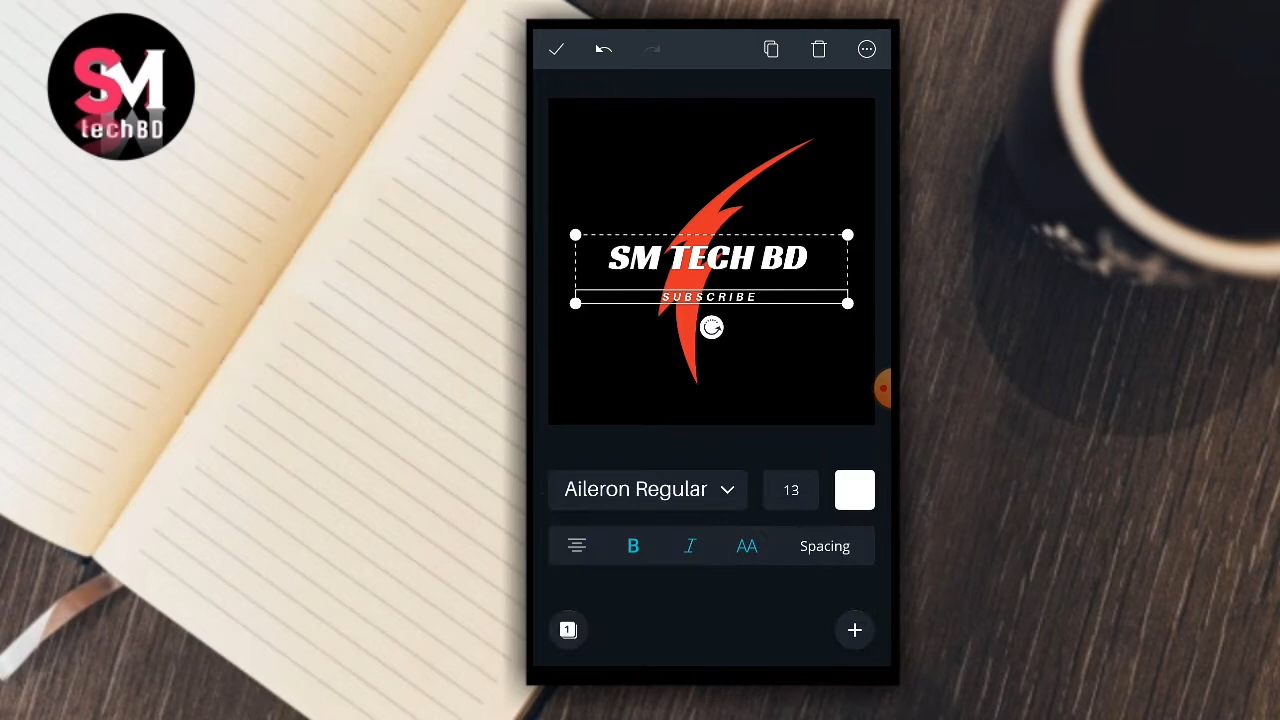 SM
techBD
SM TECH BD
SUBSCRIBE
Aileron Regular
13
B I AA Spacing
1